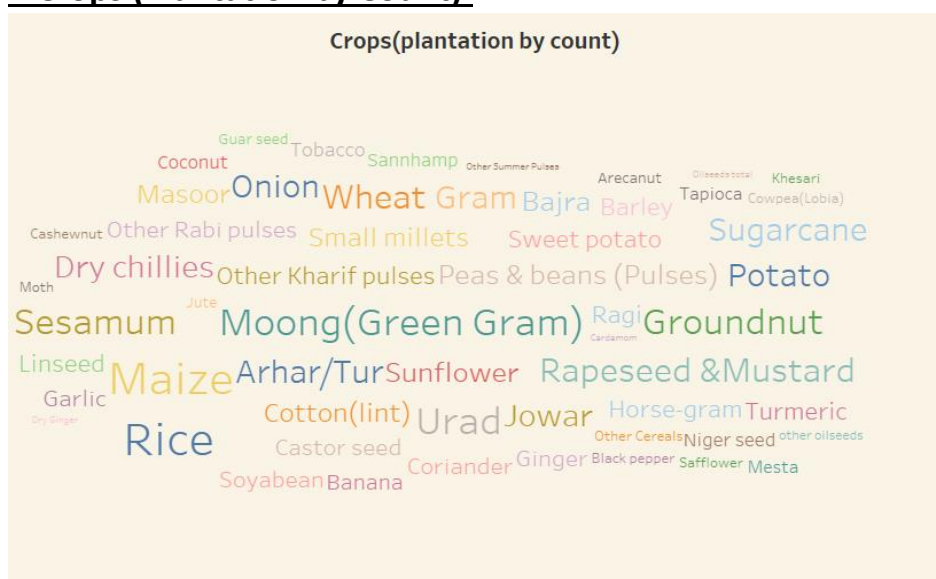 Crops(plantation by count)
Guar seed Tobacco
Coconut Sannhamp Other Summer Pulses
Arecanut Oilseeds total Khesari
Masoor Onion Wheat Gram Bajra Barley Tapioca Cowpea(Lobia)
Cashewnut Other Rabi pulses Small millets Sweet potato Sugarcane
Dry chillies Other Kharif pulses Peas & beans (Pulses) Potato
Moth
Jute
Sesamum Moong(Green Gram) Ragi Groundnut
Cardamom
Linseed Maize Arhar/Tur Sunflower Rapeseed &Mustard
Garlic
Dry Ginger Cotton(lint) Urad Jowar Horse-gram Turmeric
Rice Castor seed Other Cereals Niger seed other oilseeds
Coriander Ginger Black pepper Safflower Mesta
Soyabean Banana